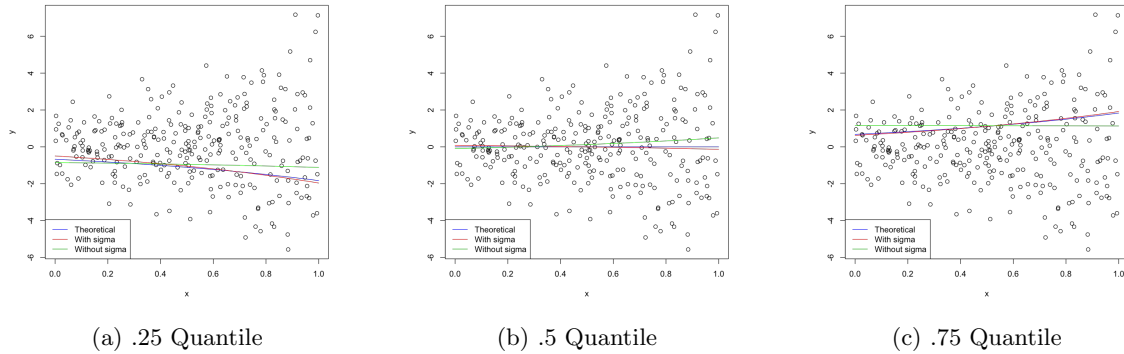 y
6
4
2
0
-2
-4
-6
Theoretical
With sigma
Without sigma
0.0 0.2 0.4 0.6 0.8 1.0
x
(a) .25 Quantile
y
6
4
2
0
-2
-4
-6
Theoretical
With sigma
Without sigma
0.0 0.2 0.4 0.6 0.8 1.0
x
(b) .5 Quantile
y
6
4
2
0
-2
-4
-6
Theoretical
With sigma
Without sigma
0.0 0.2 0.4 0.6 0.8 1.0
x
(c) .75 Quantile